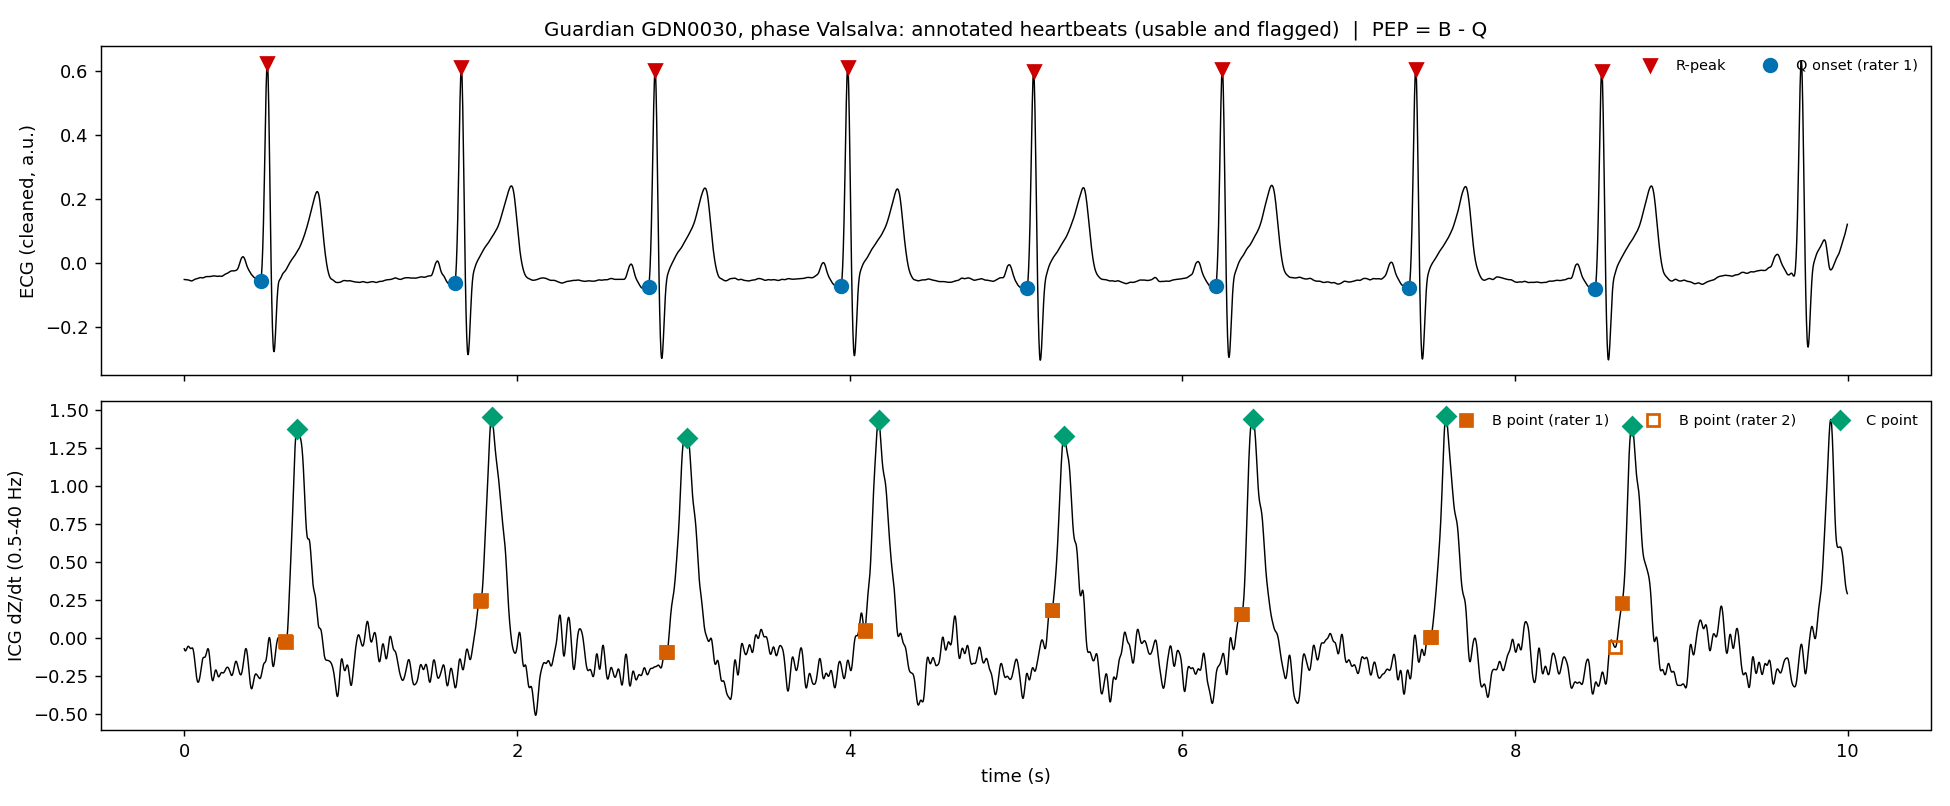 Guardian GDN0030, phase Valsalva: annotated heartbeats (usable and flagged)  |  PEP = B - Q
R-peak
Q onset (rater 1)
ECG (cleaned, a.u.)
0.6
0.4
0.2
0.0
−0.2
B point (rater 1)
B point (rater 2)
C point
ICG dZ/dt (0.5-40 Hz)
1.50
1.25
1.00
0.75
0.50
0.25
0.00
−0.25
−0.50
0 2 4 6 8 10
time (s)